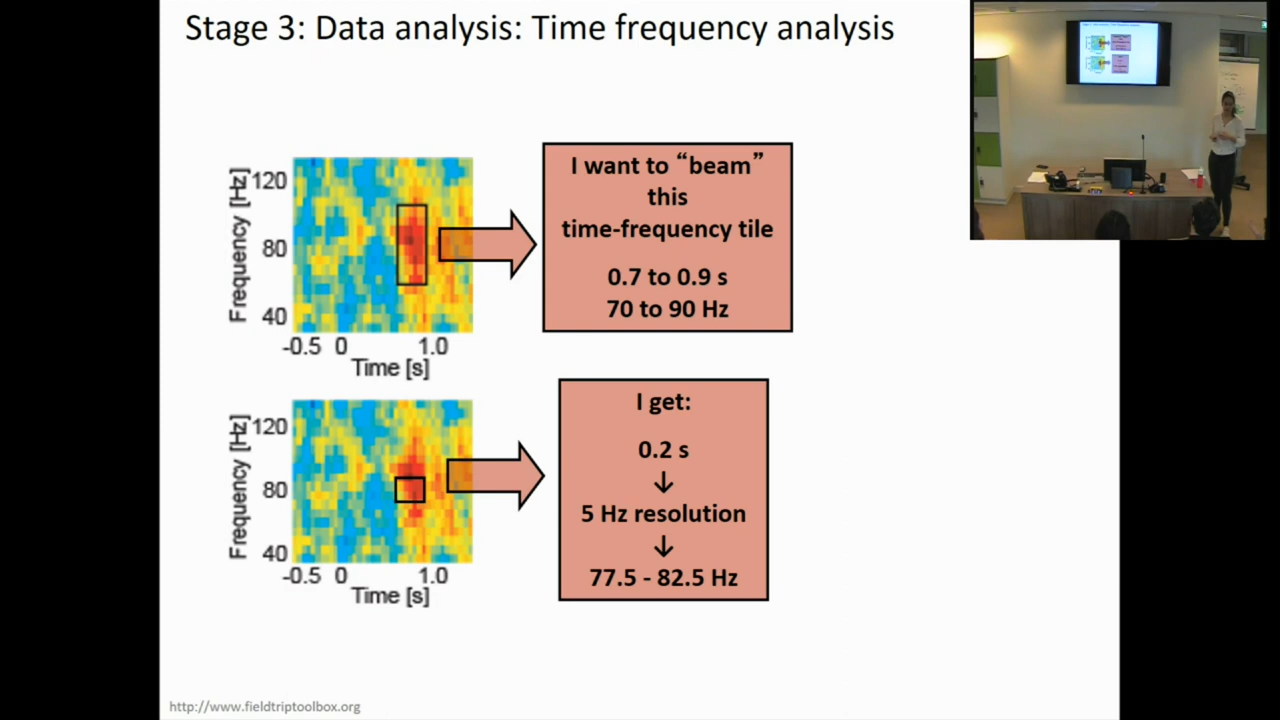 Stage 3: Data analysis: Time frequency analysis
Frequency [Hz]
120
80
40
-0.5 0 1.0
Time [s]
I want to “beam”
this
time-frequency tile
0.7 to 0.9 s
70 to 90 Hz
Frequency [Hz]
120
80
40
-0.5 0 1.0
Time [s]
I get:
0.2 s
↓
5 Hz resolution
↓
77.5 - 82.5 Hz
http://www.fieldtriptoolbox.org